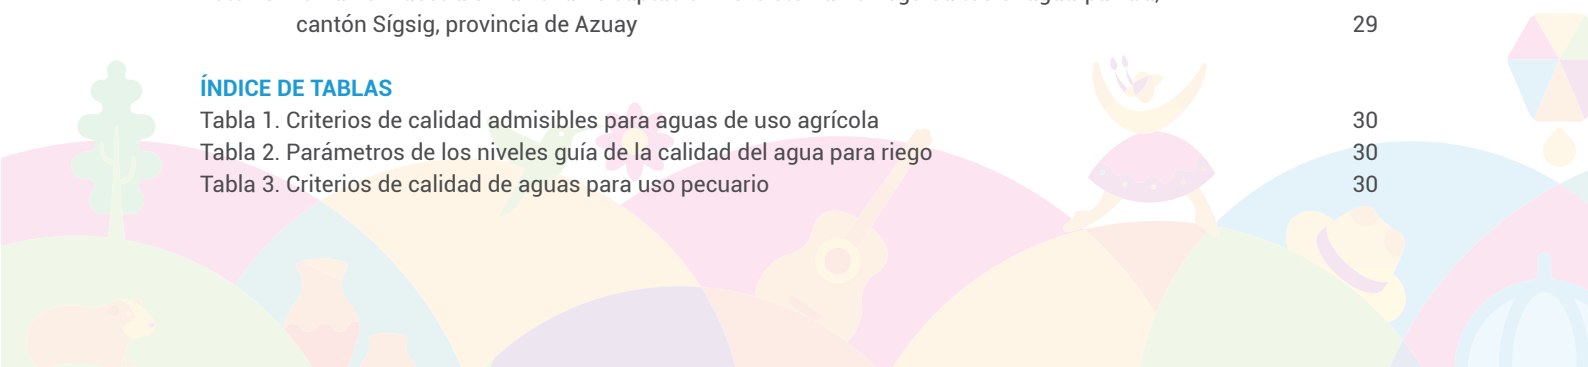 cantón Sígsig, provincia de Azuay 29
ÍNDICE DE TABLAS
Tabla 1. Criterios de calidad admisibles para aguas de uso agrícola 30
Tabla 2. Parámetros de los niveles guía de la calidad del agua para riego 30
Tabla 3. Criterios de calidad de aguas para uso pecuario 30